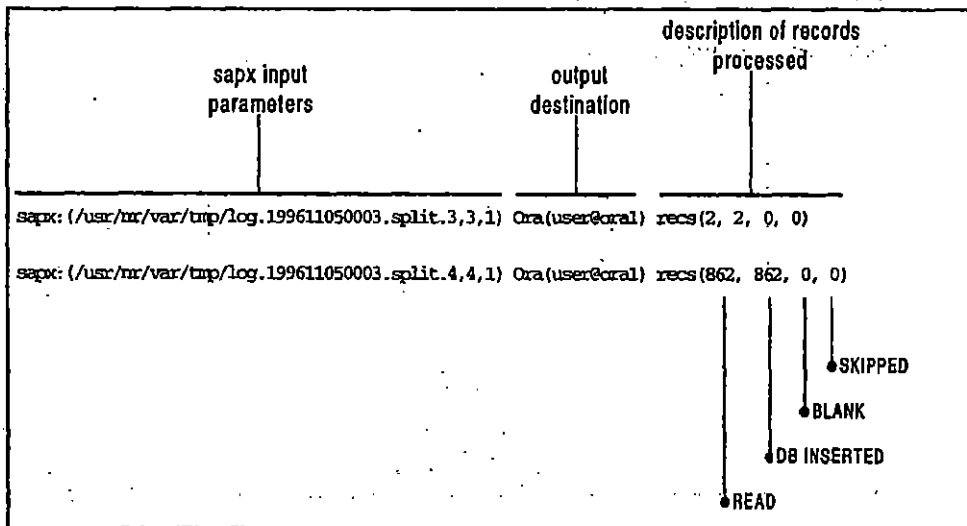 description of records
processed
sapx input
parameters
output
destination
sapx:(/usr/nr/var/tmp/log.199611050003.split.3,3,1) Ora(user@oral) recs(2, 2, 0, 0)
sapx:(/usr/nr/var/tmp/log.199611050003.split.4,4,1) Ora(user@oral) recs(862, 862, 0, 0)
SKIPPED
BLANK
DB INSERTED
READ